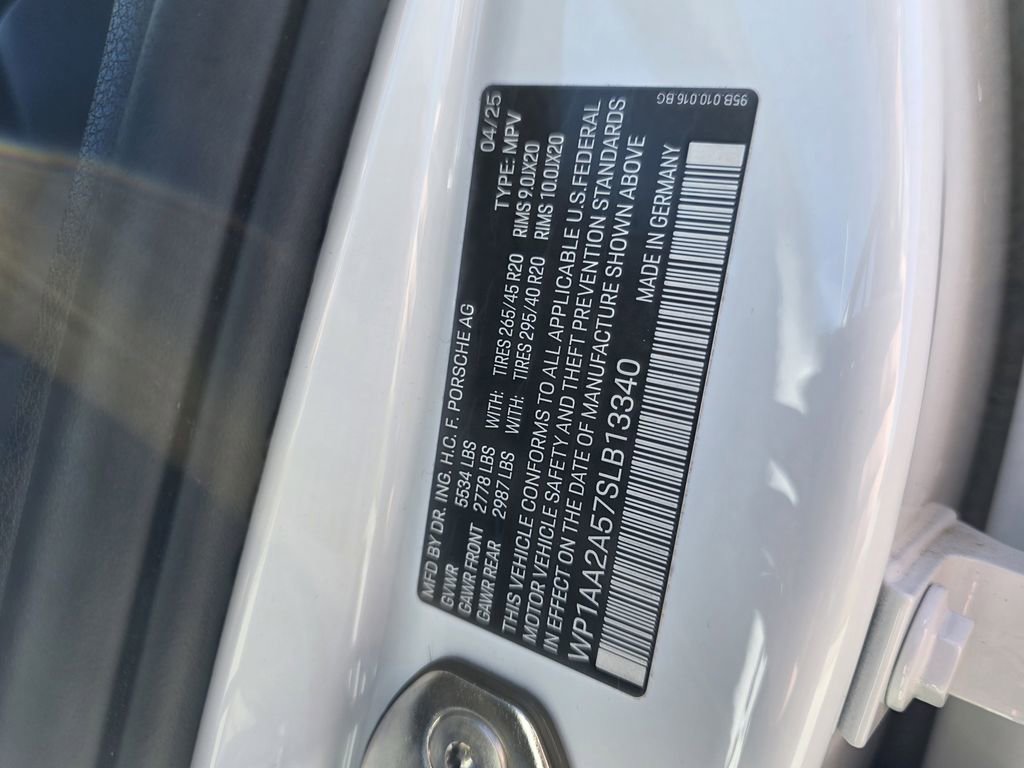 MFD BY DR. ING. H.C. F. PORSCHE AG 04/25
GVWR 5534 LBS TYPE: MPV
GAWR FRONT 2778 LBS WITH: TIRES 265/45 R20 RIMS 9.0JX20
GAWR REAR 2987 LBS WITH: TIRES 295/40 R20 RIMS 10.0JX20
THIS VEHICLE CONFORMS TO ALL APPLICABLE U.S. FEDERAL
MOTOR VEHICLE SAFETY AND THEFT PREVENTION STANDARDS
IN EFFECT ON THE DATE OF MANUFACTURE SHOWN ABOVE
WP1AA2A57SLB13340 MADE IN GERMANY
95B.010.016.BG